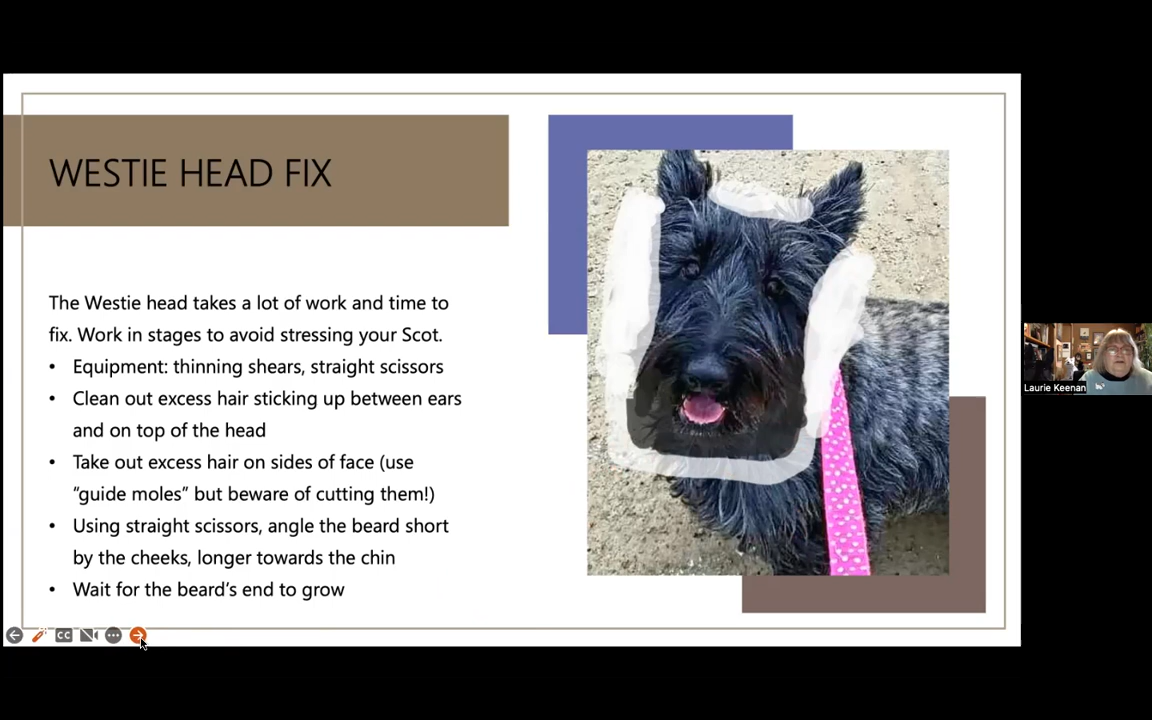 WESTIE HEAD FIX
The Westie head takes a lot of work and time to
fix. Work in stages to avoid stressing your Scot.
• Equipment: thinning shears, straight scissors
• Clean out excess hair sticking up between ears
and on top of the head
• Take out excess hair on sides of face (use
“guide moles” but beware of cutting them!)
• Using straight scissors, angle the beard short
by the cheeks, longer towards the chin
• Wait for the beard’s end to grow
CC
Laurie Keenan